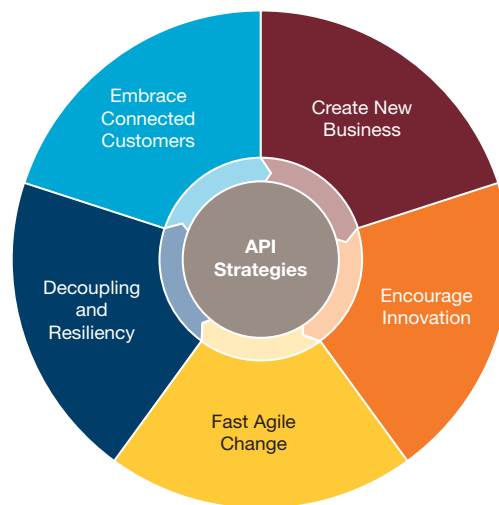 Embrace
Connected
Customers
Create New
Business
API
Strategies
Decoupling
and
Resiliency
Encourage
Innovation
Fast Agile
Change